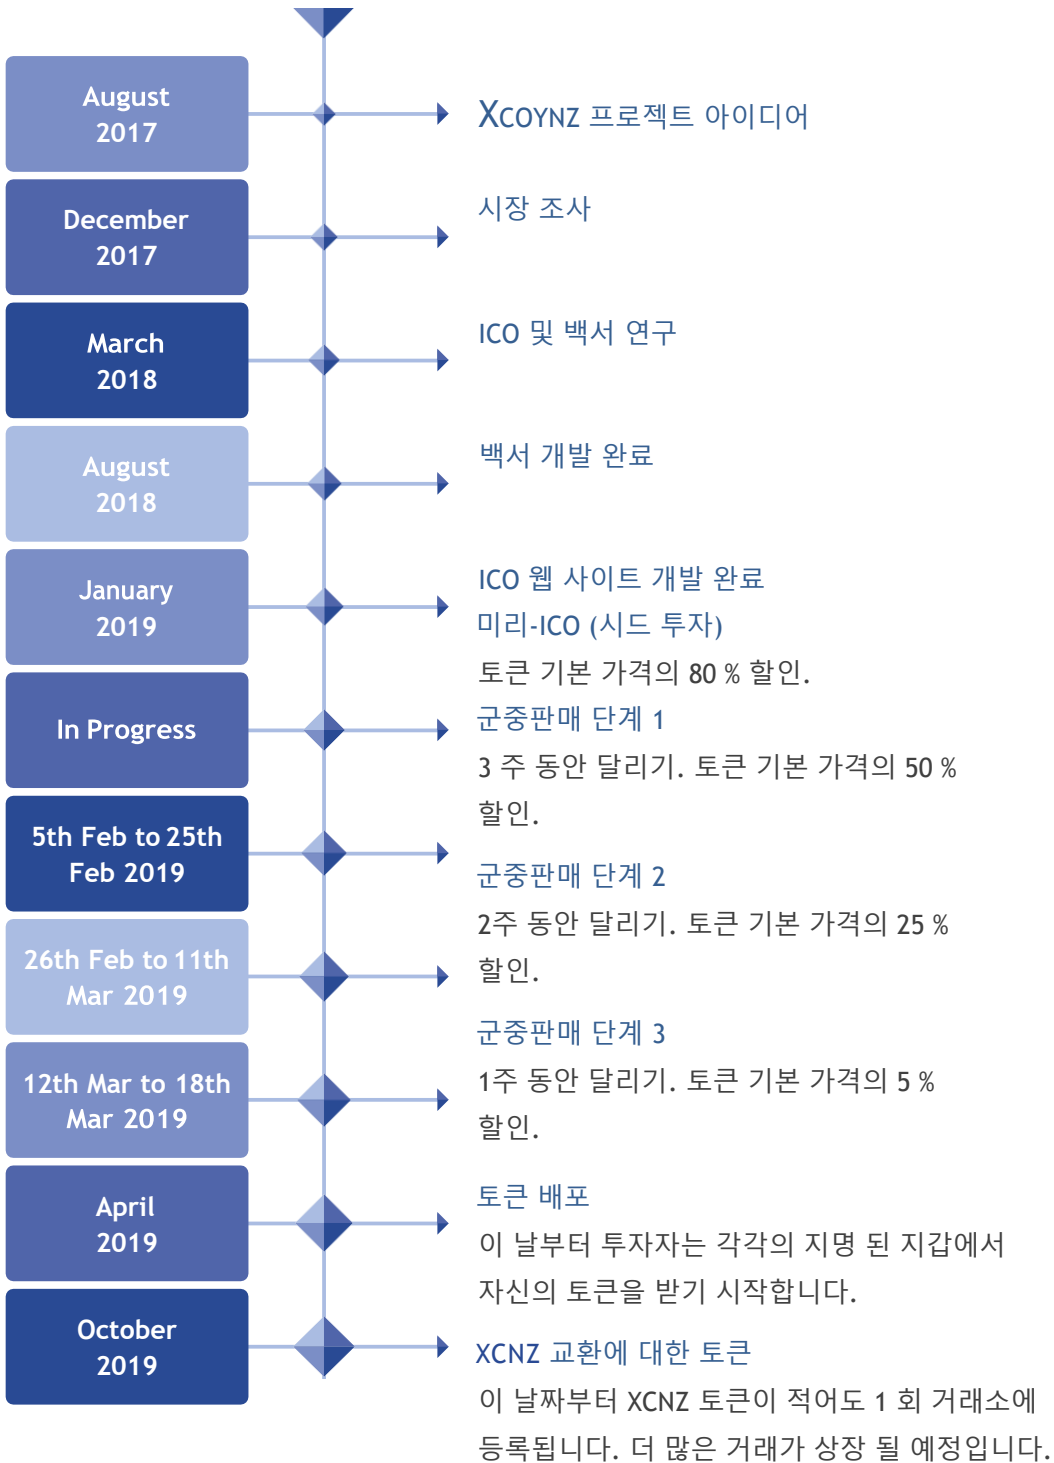 August
2017
XCOYNZ 프로젝트 아이디어
December
2017
시장 조사
March
2018
ICO 및 백서 연구
August
2018
백서 개발 완료
January
2019
ICO 웹 사이트 개발 완료
미리-ICO (시드 투자)
토큰 기본 가격의 80 % 할인.
In Progress
군중판매 단계 1
3 주 동안 달리기. 토큰 기본 가격의 50 %
할인.
5th Feb to 25th
Feb 2019
군중판매 단계 2
2주 동안 달리기. 토큰 기본 가격의 25 %
할인.
26th Feb to 11th
Mar 2019
군중판매 단계 3
1주 동안 달리기. 토큰 기본 가격의 5 %
할인.
12th Mar to 18th
Mar 2019
April
2019
토큰 배포
이 날부터 투자자는 각각의 지명 된 지갑에서
자신의 토큰을 받기 시작합니다.
October
2019
XCNZ 교환에 대한 토큰
이 날짜부터 XCNZ 토큰이 적어도 1 회 거래소에
등록됩니다. 더 많은 거래가 상장 될 예정입니다.